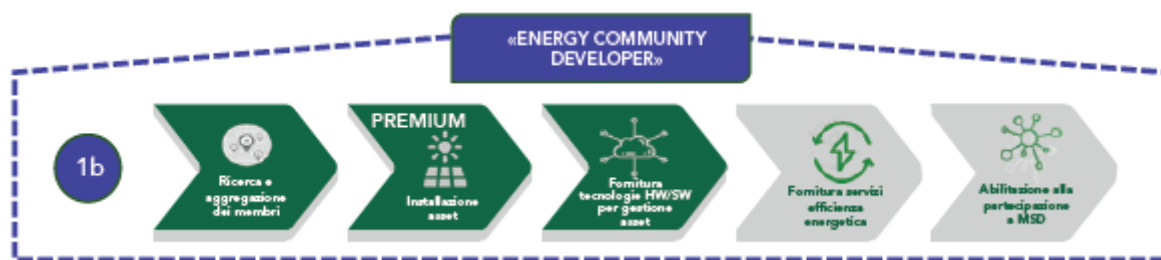 «ENERGY COMMUNITY
DEVELOPER»
1b
Ricerca e
aggregazione
dei membri
PREMIUM
Installazione
asset
Fornitura
tecnologie HW/SW
per gestione
asset
Fornitura servizi
efficienza
energetica
Abilitazione alla
partecipazione
a MSD